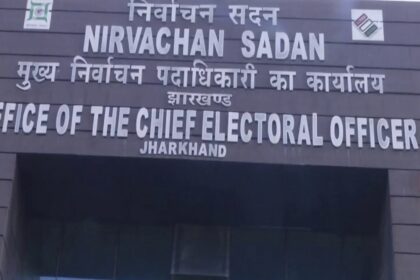 निर्वाचन सदन
NIRVACHAN SADAN
मुख्य निर्वाचन पदाधिकारी का कार्यालय
झारखण्ड
FFICE OF THE CHIEF ELECTORAL OFFICER
JHARKHAND